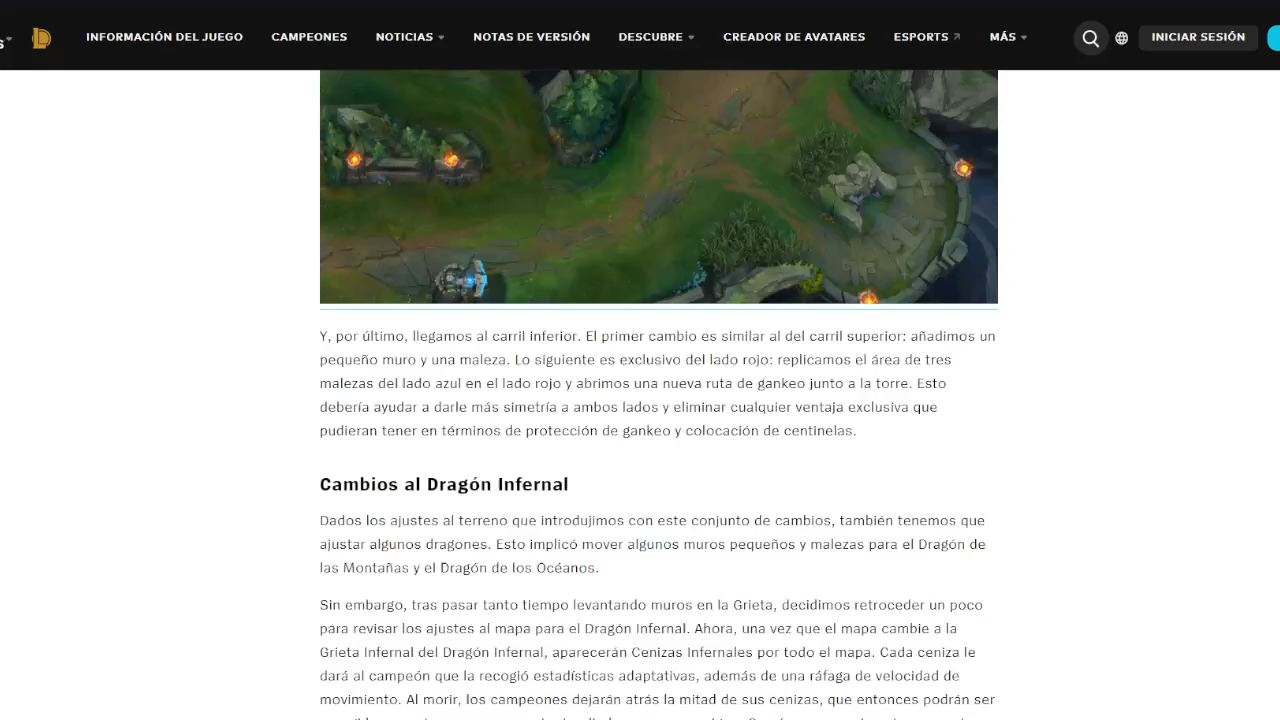 INFORMACIÓN DEL JUEGO CAMPEONES NOTICIAS NOTAS DE VERSIÓN DESCUBRE CREADOR DE AVATARES ESPORTS MÁS INICIAR SESIÓN
Y, por último, llegamos al carril inferior. El primer cambio es similar al del carril superior: añadimos un
pequeño muro y una maleza. Lo siguiente es exclusivo del lado rojo: replicamos el área de tres
malezas del lado azul en el lado rojo y abrimos una nueva ruta de gankeo junto a la torre. Esto
debería ayudar a darle más simetría a ambos lados y eliminar cualquier ventaja exclusiva que
pudieran tener en términos de protección de gankeo y colocación de centinelas.
Cambios al Dragón Infernal
Dados los ajustes al terreno que introdujimos con este conjunto de cambios, también tenemos que
ajustar algunos dragones. Esto implicó mover algunos muros pequeños y malezas para el Dragón de
las Montañas y el Dragón de los Océanos.
Sin embargo, tras pasar tanto tiempo levantando muros en la Grieta, decidimos retroceder un poco
para revisar los ajustes al mapa para el Dragón Infernal. Ahora, una vez que el mapa cambie a la
Grieta Infernal del Dragón Infernal, aparecerán Cenizas Infernales por todo el mapa. Cada ceniza le
dará al campeón que la recogió estadísticas adaptativas, además de una ráfaga de velocidad de
movimiento. Al morir, los campeones dejarán atrás la mitad de sus cenizas, que entonces podrán ser